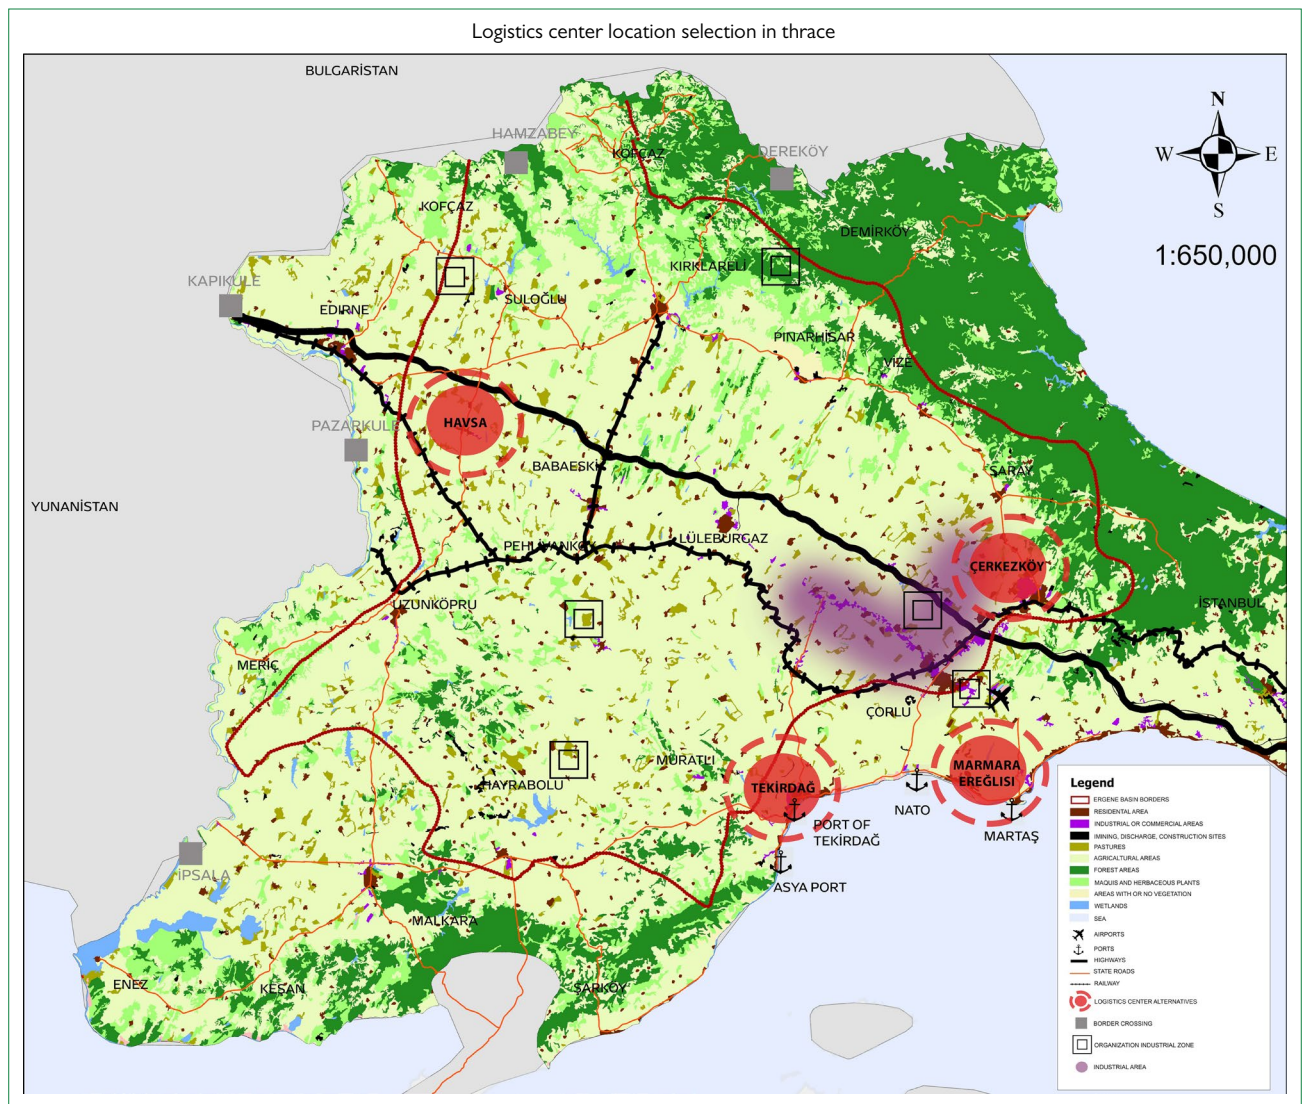 Logistics center location selection in thrace
BULGARİSTAN
N
W
E
S
1:650,000
HAMZABEY
KOFÇAZ
DEREKÖY
KOFÇAZ
DEMİRKÖY
KIRKLARELİ
KAPIKULE
SULOĞLU
EDIRNE
PINARHİSAR
VİZE
HAVSA
PAZARKULE
BABAESKİ
SARAY
YUNANİSTAN
LÜLEBURGAZ
PEHLİVANKÖY
ÇERKEZKÖY
UZUNKÖPRU
İSTANBUL
MERİÇ
ÇORLU
MURATLI
MARMARA
EREĞLISI
HAYRABOLU
TEKİRDAĞ
NATO
PORT OF
TEKİRDAĞ
MARTAŞ
İPSALA
ASYA PORT
MALKARA
ENEZ
KEŞAN
ŞARKÖY
Legend
ERGENE BASIN BORDERS
RESIDENTAL AREA
INDUSTRIAL OR COMMERCIAL AREAS
IMINING, DISCHARGE, CONSTRUCTION SITES
PASTURES
AGRICALTURAL AREAS
FOREST AREAS
MAQUIS AND HERBACEOUS PLANTS
AREAS WITH OR NO VEGETATION
WETLANDS
SEA
AIRPORTS
PORTS
HIGHWAYS
STATE ROADS
RAILWAY
LOGISTICS CENTER ALTERNATIVES
BORDER CROSSING
ORGANIZATION INDUSTRIAL ZONE
INDUSTRIAL AREA